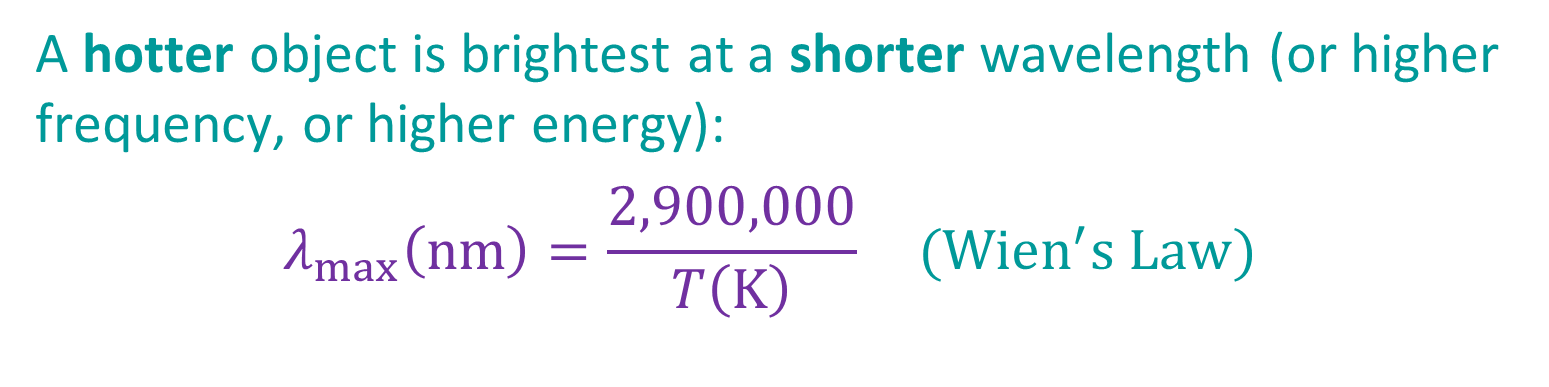 A hotter object is brightest at a shorter wavelength (or higher
frequency, or higher energy):
λmax(nm) = 2,900,000 / T(K) (Wien′s Law)